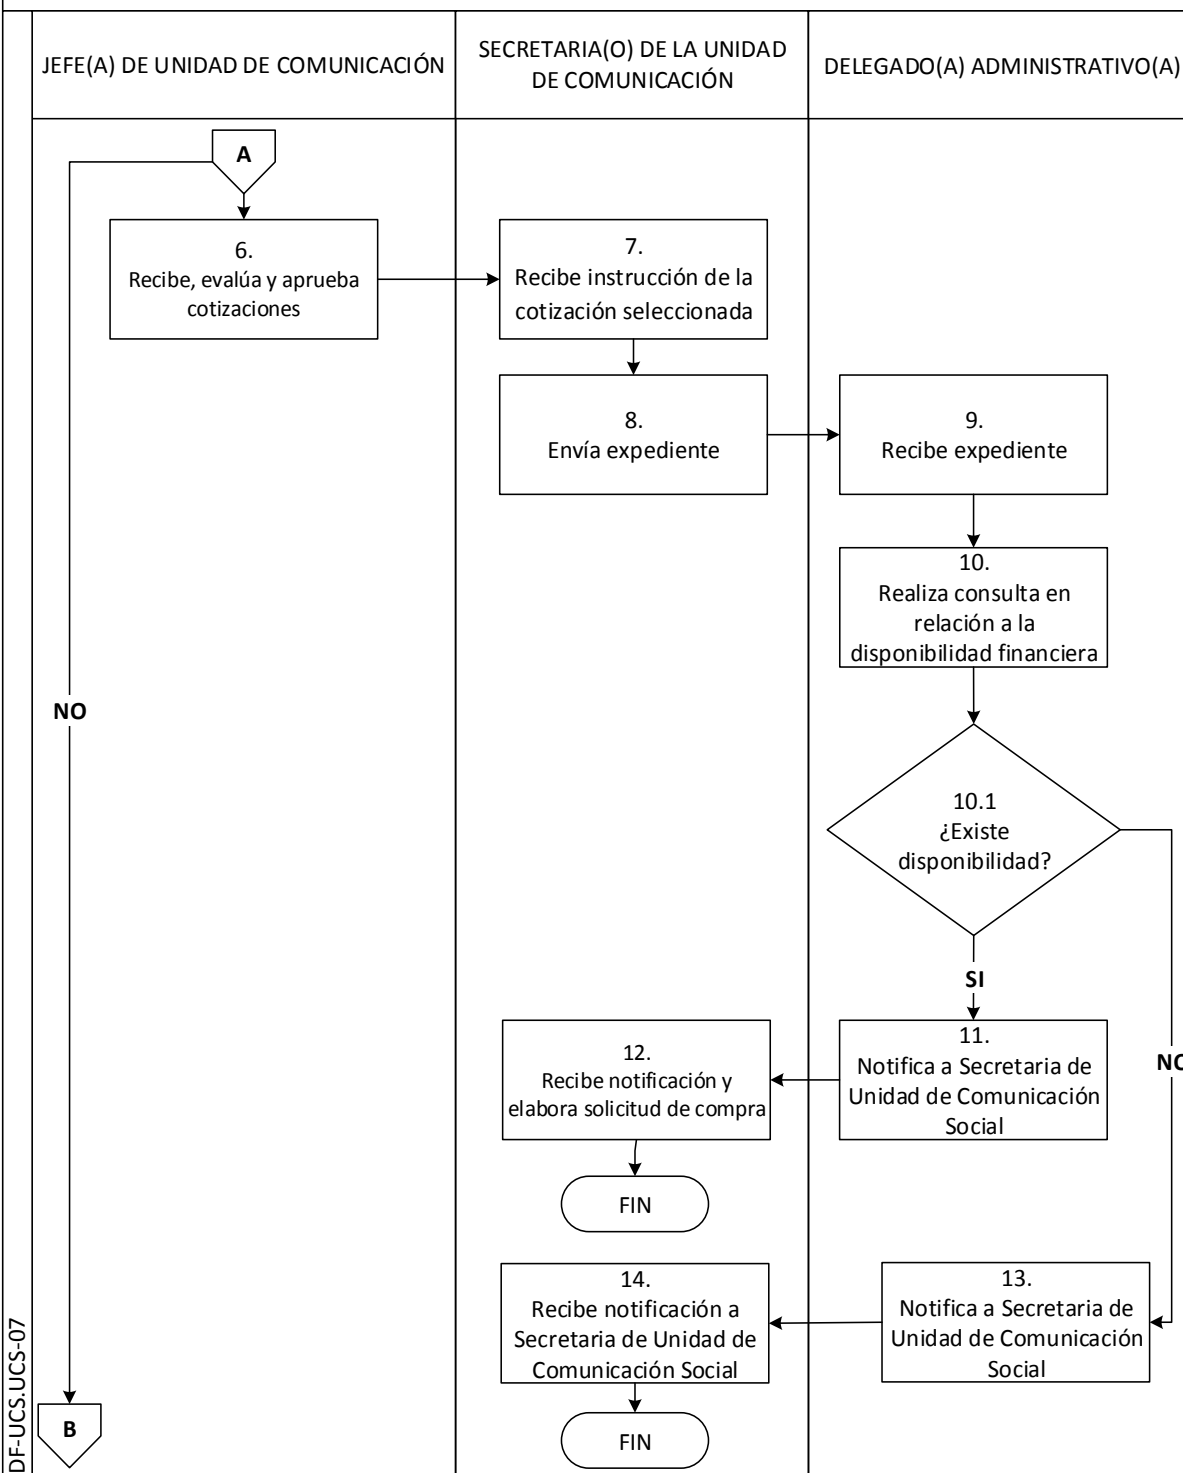 JEFE(A) DE UNIDAD DE COMUNICACIÓN
SECRETARIA(O) DE LA UNIDAD
DE COMUNICACIÓN
DELEGADO(A) ADMINISTRATIVO(A)
A
6.
Recibe, evalúa y aprueba
cotizaciones
7.
Recibe instrucción de la
cotización seleccionada
8.
Envía expediente
9.
Recibe expediente
10.
Realiza consulta en
relación a la
disponibilidad financiera
NO
10.1
¿Existe
disponibilidad?
SI
NO
11.
Notifica a Secretaria de
Unidad de Comunicación
Social
12.
Recibe notificación y
elabora solicitud de compra
FIN
13.
Notifica a Secretaria de
Unidad de Comunicación
Social
14.
Recibe notificación a
Secretaria de Unidad de
Comunicación Social
FIN
B
DF-UCS.UCS-07